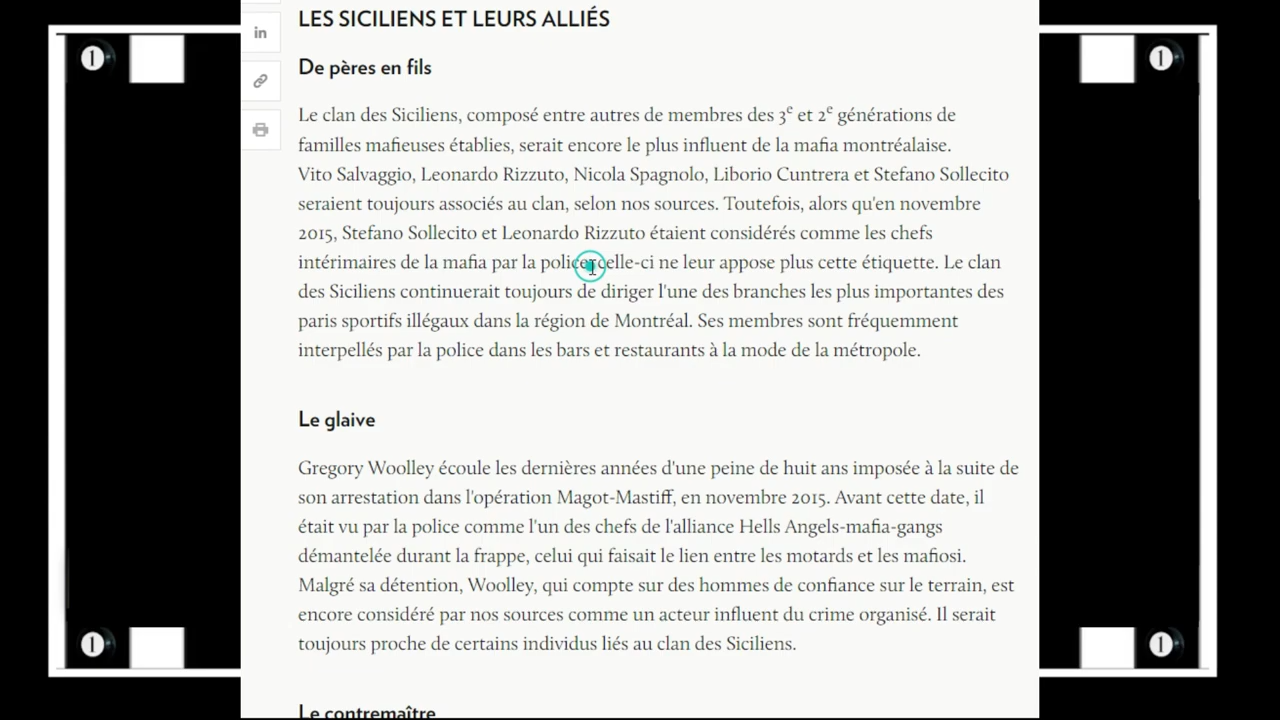 LES SICILIENS ET LEURS ALLIÉS
De pères en fils
Le clan des Siciliens, composé entre autres de membres des 3e et 2e générations de
familles mafieuses établies, serait encore le plus influent de la mafia montréalaise.
Vito Salvaggio, Leonardo Rizzuto, Nicola Spagnolo, Liborio Cuntrera et Stefano Sollecito
seraient toujours associés au clan, selon nos sources. Toutefois, alors qu'en novembre
2015, Stefano Sollecito et Leonardo Rizzuto étaient considérés comme les chefs
intérimaires de la mafia par la police, celle-ci ne leur appose plus cette étiquette. Le clan
des Siciliens continuerait toujours de diriger l'une des branches les plus importantes des
paris sportifs illégaux dans la région de Montréal. Ses membres sont fréquemment
interpellés par la police dans les bars et restaurants à la mode de la métropole.
Le glaive
Gregory Woolley écoule les dernières années d'une peine de huit ans imposée à la suite de
son arrestation dans l'opération Magot-Mastiff, en novembre 2015. Avant cette date, il
était vu par la police comme l'un des chefs de l'alliance Hells Angels-mafia-gangs
démantelée durant la frappe, celui qui faisait le lien entre les motards et les mafiosi.
Malgré sa détention, Woolley, qui compte sur des hommes de confiance sur le terrain, est
encore considéré par nos sources comme un acteur influent du crime organisé. Il serait
toujours proche de certains individus liés au clan des Siciliens.
Le contremaître
in
1
1
1
1